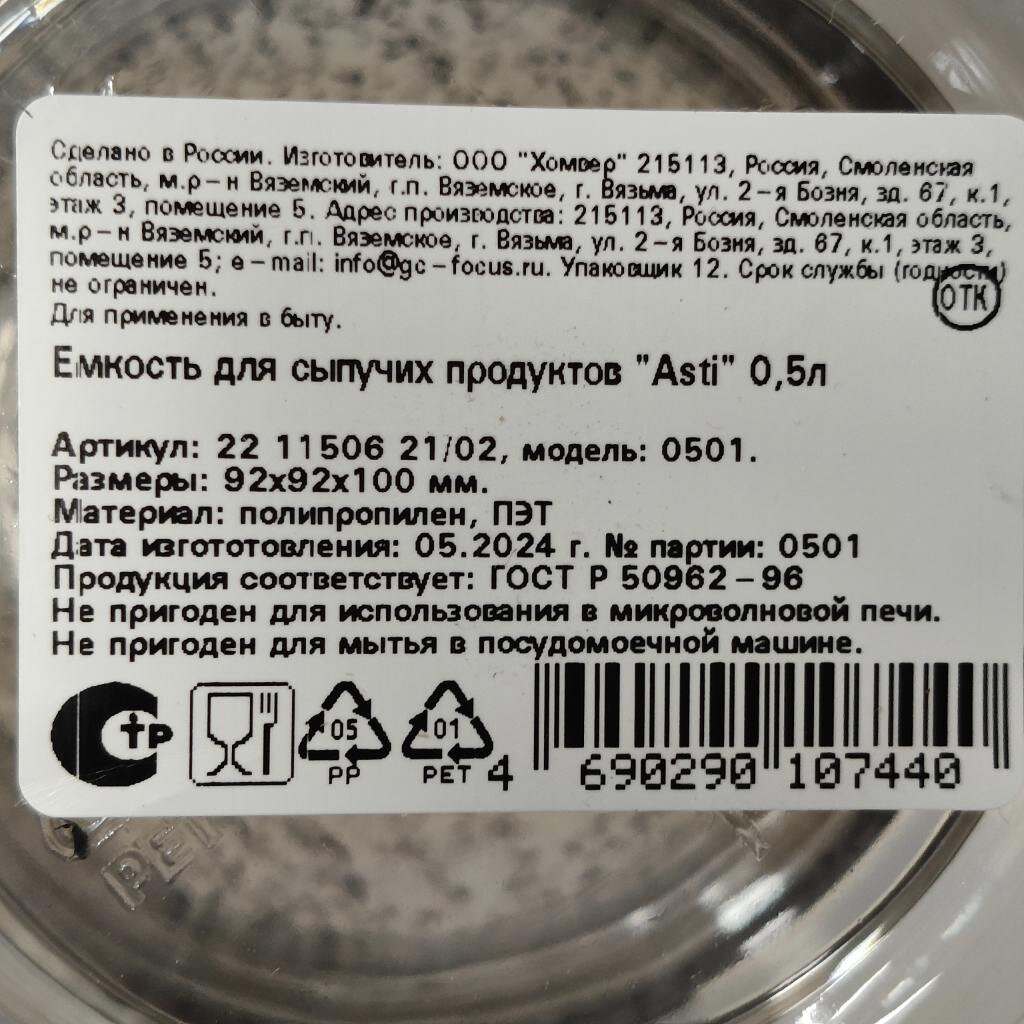 Сделано в России. Изготовитель: ООО "Хомвер" 215113, Россия, Смоленская
область, м.р-н Вяземский, г.п. Вяземское, г. Вязьма, ул. 2-я Бозня, зд. 67, к.1,
этаж 3, помещение 5. Адрес производства: 215113, Россия, Смоленская область,
м.р-н Вяземский, г.п. Вяземское, г. Вязьма, ул. 2-я Бозня, зд. 67, к.1, этаж 3,
помещение 5; e-mail: info@gc-focus.ru. Упаковщик 12. Срок службы (годности)
не ограничен.
ОТК
Для применения в быту.
Емкость для сыпучих продуктов "Asti" 0,5л
Артикул: 22 11506 21/02, модель: 0501.
Размеры: 92x92x100 мм.
Материал: полипропилен, ПЭТ
Дата изгототовления: 05.2024 г. № партии: 0501
Продукция соответствует: ГОСТ Р 50962-96
Не пригоден для использования в микроволновой печи.
Не пригоден для мытья в посудомоечной машине.
СТР
05
PP
01
PET
4 690290 107440
PET